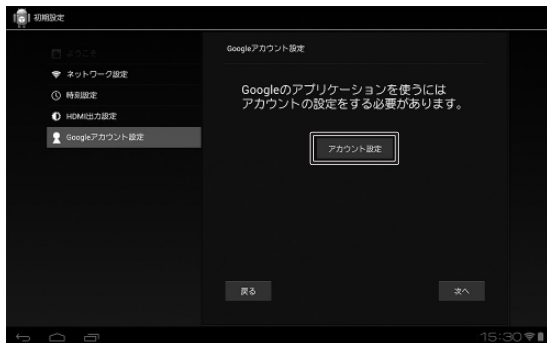 初期設定
ようこそ
ネットワーク設定
時刻設定
HDMI出力設定
Googleアカウント設定
Googleアカウント設定
Googleのアプリケーションを使うには
アカウントの設定をする必要があります。
アカウント設定
戻る
次へ
15:30